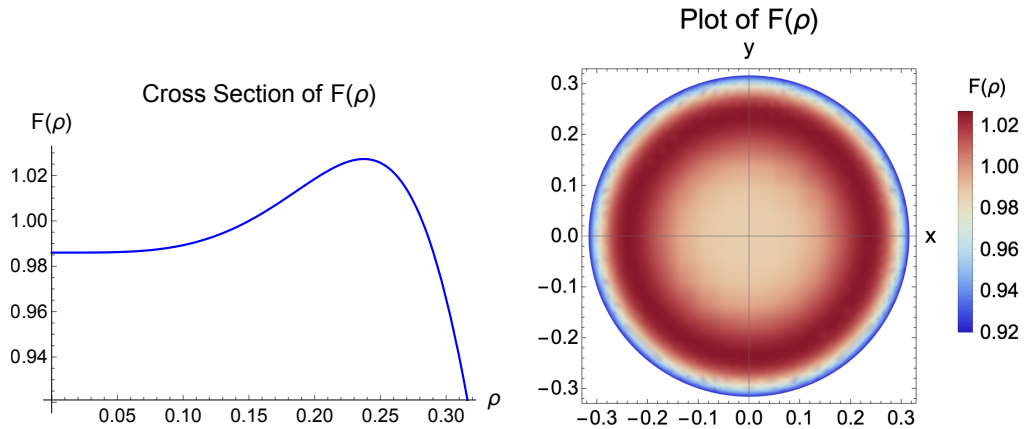 Cross Section of F(ρ)
F(ρ)
1.02
1.00
0.98
0.96
0.94
0.05 0.10 0.15 0.20 0.25 0.30
ρ
Plot of F(ρ)
y
0.3
0.2
0.1
0.0
−0.1
−0.2
−0.3
−0.3 −0.2 −0.1 0.0 0.1 0.2 0.3
x
F(ρ)
1.02
1.00
0.98
0.96
0.94
0.92